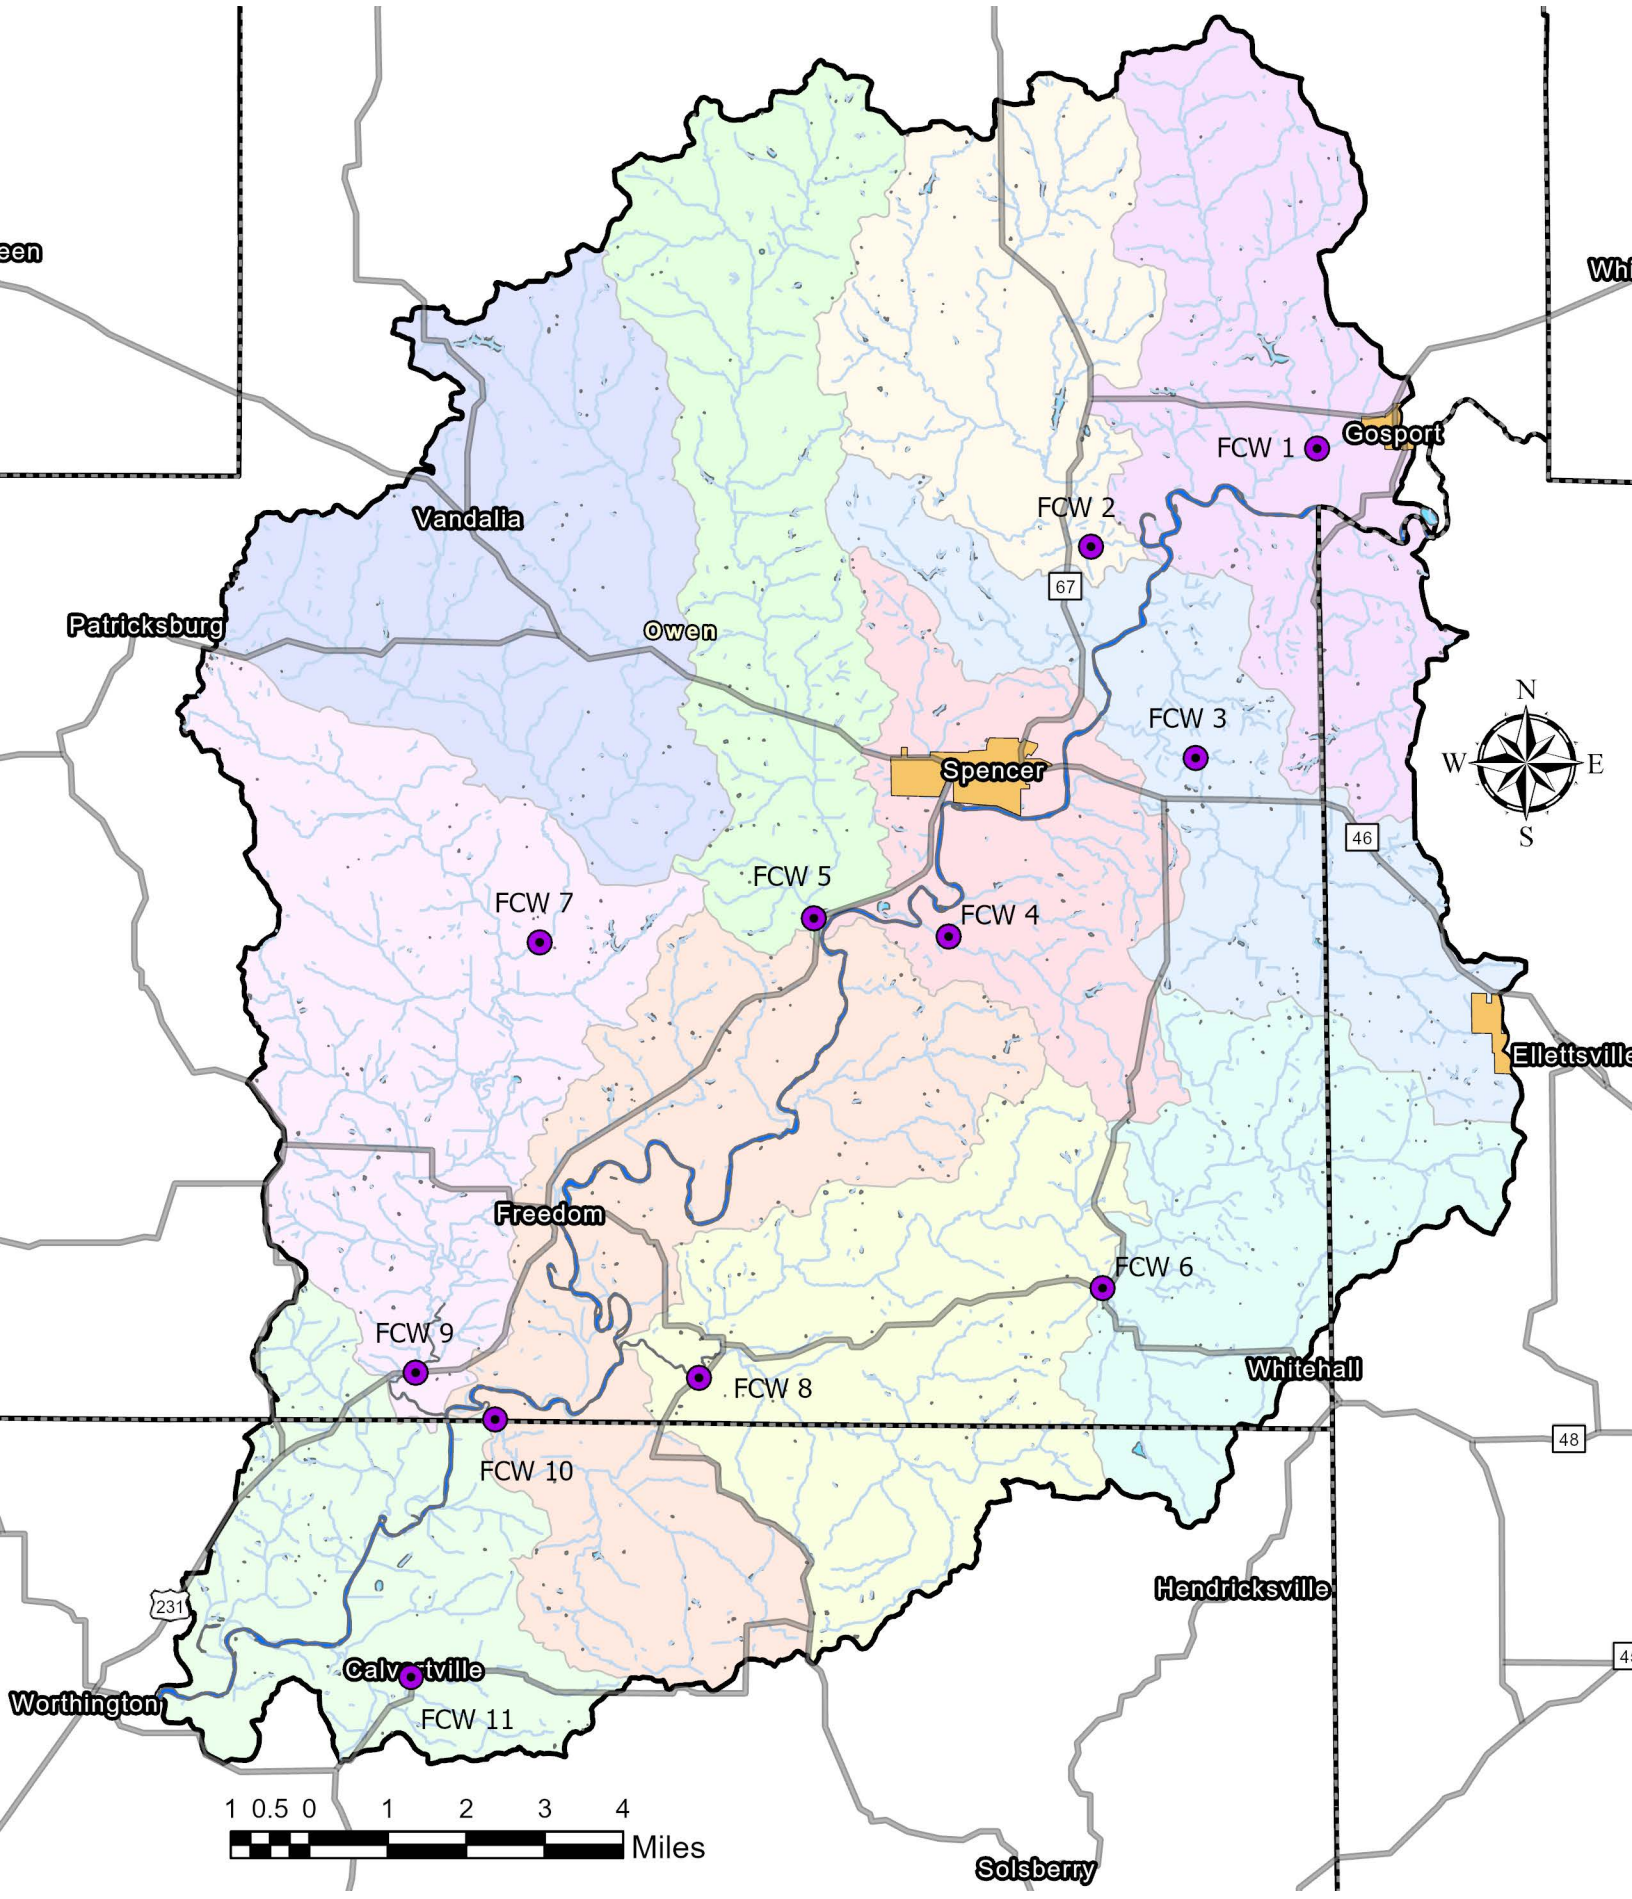 een
Whi
Gosport
FCW 1
FCW 2
Vandalia
67
Patricksburg
Owen
N
FCW 3
W
E
Spencer
S
46
FCW 5
FCW 7
FCW 4
Ellettsville
Freedom
FCW 6
FCW 9
Whitehall
FCW 8
48
FCW 10
Hendricksville
231
Calvertville
Worthington
FCW 11
1 0.5 0 1 2 3 4
Miles
Solsberry